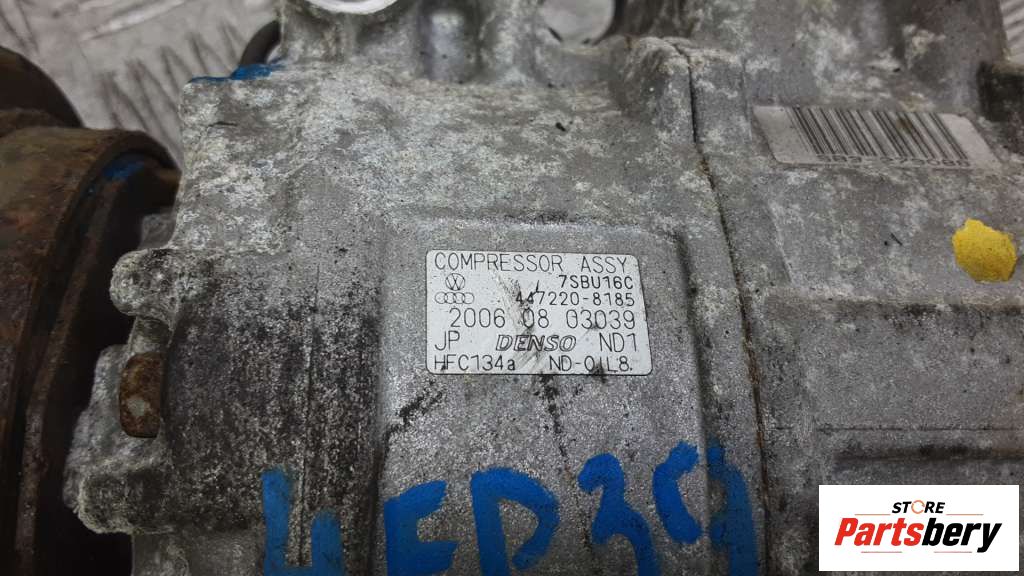 COMPRESSOR ASSY
7SBU16C
447220-8185
2006 08 03039
JP DENSO ND1
HFC134a ND-OIL8
STORE
Partsbery